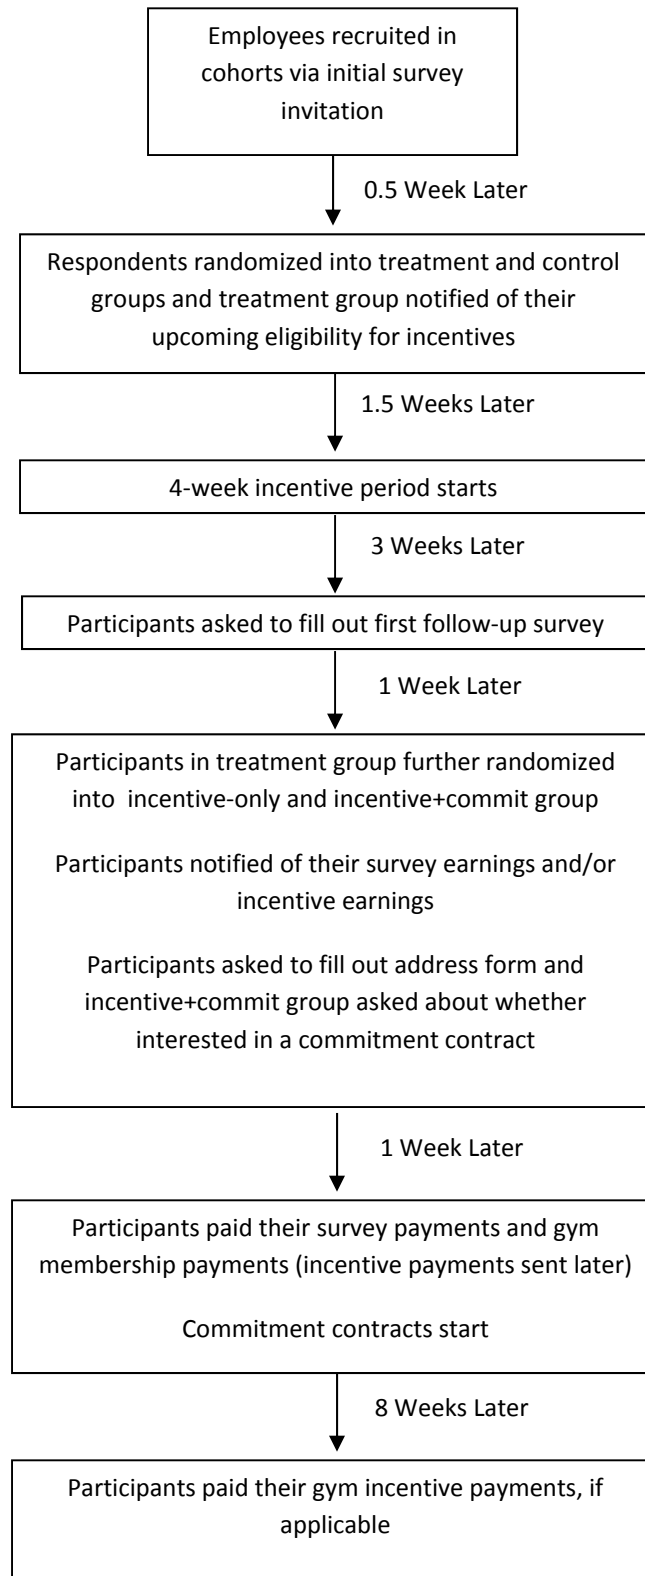 Employees recruited in
cohorts via initial survey
invitation
0.5 Week Later
Respondents randomized into treatment and control
groups and treatment group notified of their
upcoming eligibility for incentives
1.5 Weeks Later
4-week incentive period starts
3 Weeks Later
Participants asked to fill out first follow-up survey
1 Week Later
Participants in treatment group further randomized
into incentive-only and incentive+commit group
Participants notified of their survey earnings and/or
incentive earnings
Participants asked to fill out address form and
incentive+commit group asked about whether
interested in a commitment contract
1 Week Later
Participants paid their survey payments and gym
membership payments (incentive payments sent later)
Commitment contracts start
8 Weeks Later
Participants paid their gym incentive payments, if
applicable